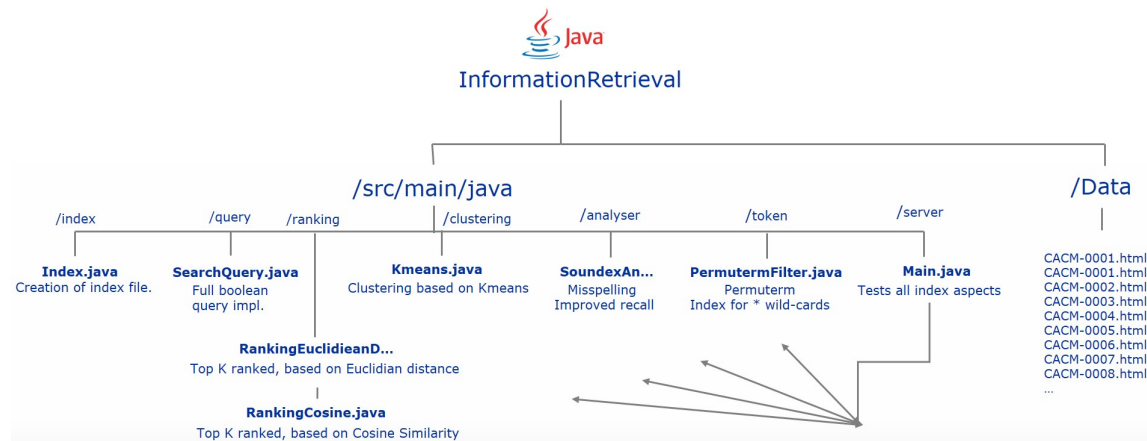 Java
InformationRetrieval
/src/main/java
/Data
/index
/query
/ranking
/clustering
/analyser
/token
/server
Index.java
Creation of index file.
SearchQuery.java
Full boolean
query impl.
Kmeans.java
Clustering based on Kmeans
SoundexAn...
Misspelling
Improved recall
PermutermFilter.java
Permuterm
Index for * wild-cards
Main.java
Tests all index aspects
RankingEuclidieanD...
Top K ranked, based on Euclidian distance
RankingCosine.java
Top K ranked, based on Cosine Similarity
CACM-0001.html
CACM-0001.html
CACM-0002.html
CACM-0003.html
CACM-0004.html
CACM-0005.html
CACM-0006.html
CACM-0007.html
CACM-0008.html
...